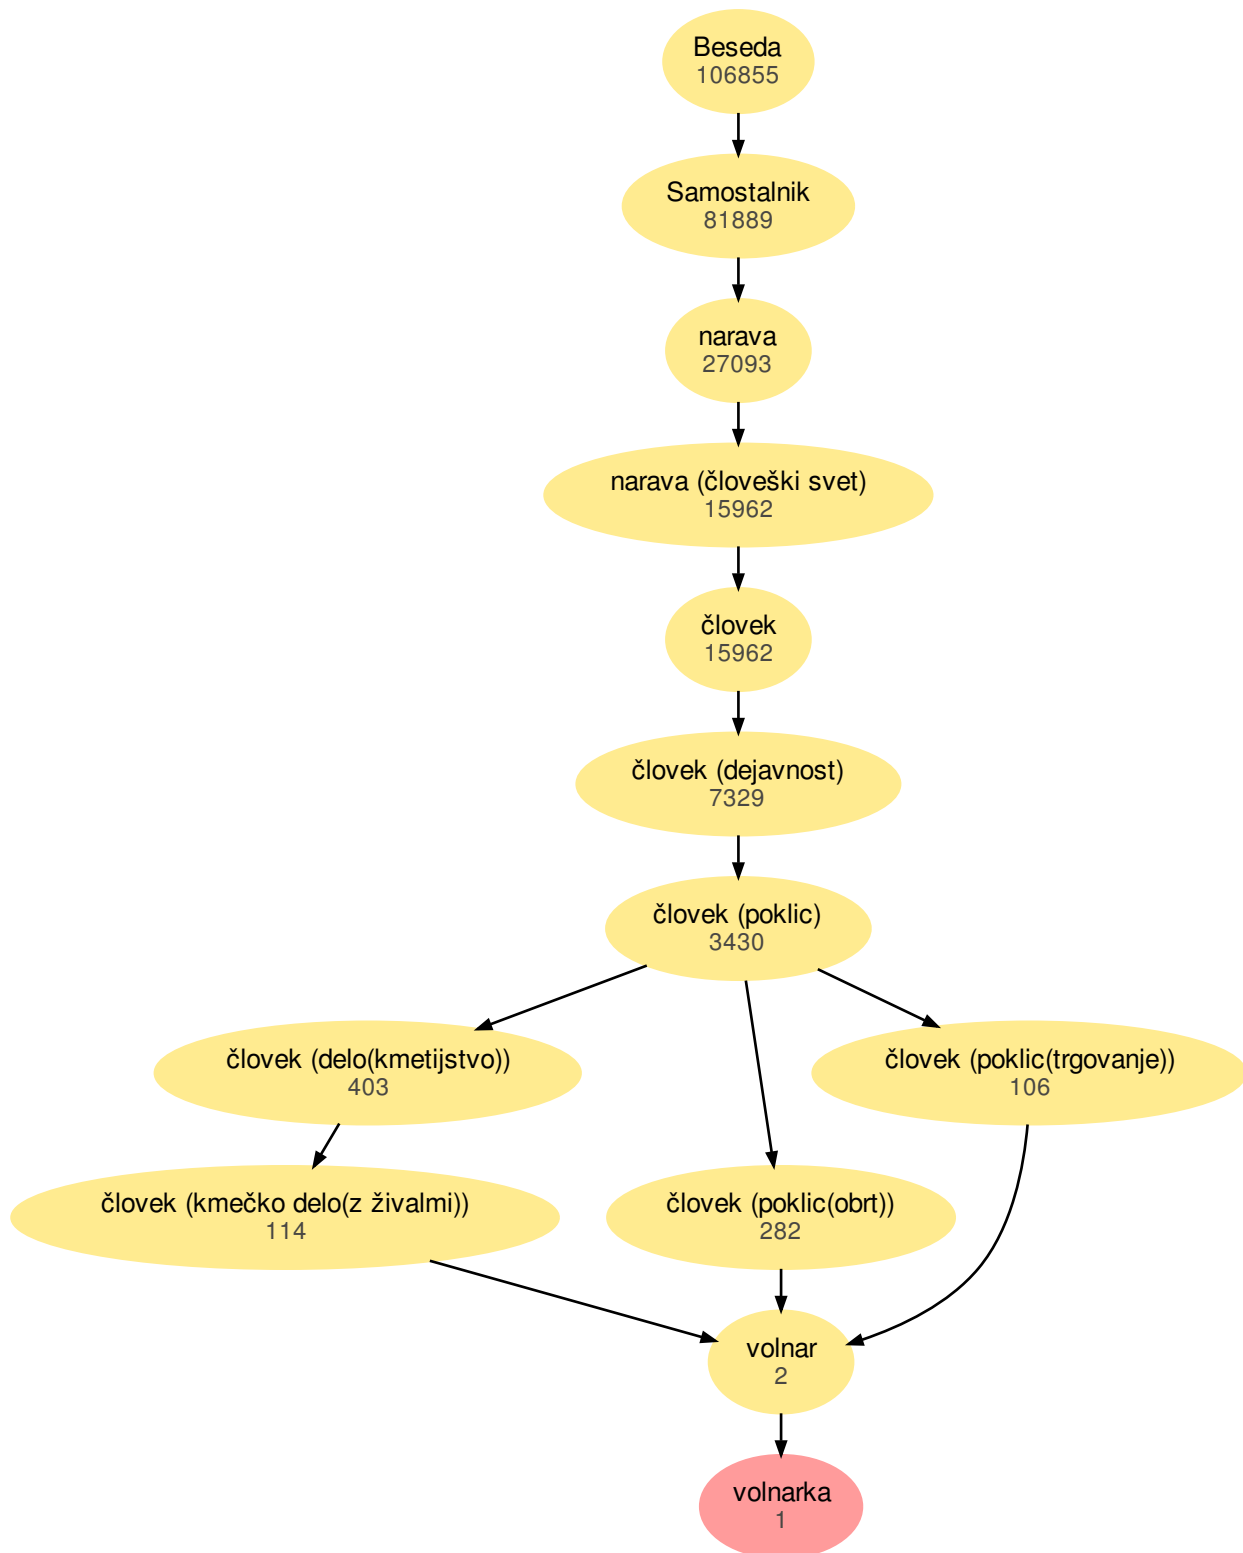 Beseda
106855
Samostalnik
81889
narava
27093
narava (človeški svet)
15962
človek
15962
človek (dejavnost)
7329
človek (poklic)
3430
človek (delo(kmetijstvo))
403
človek (poklic(trgovanje))
106
človek (kmečko delo(z živalmi))
114
človek (poklic(obrt))
282
volnar
2
volnarka
1